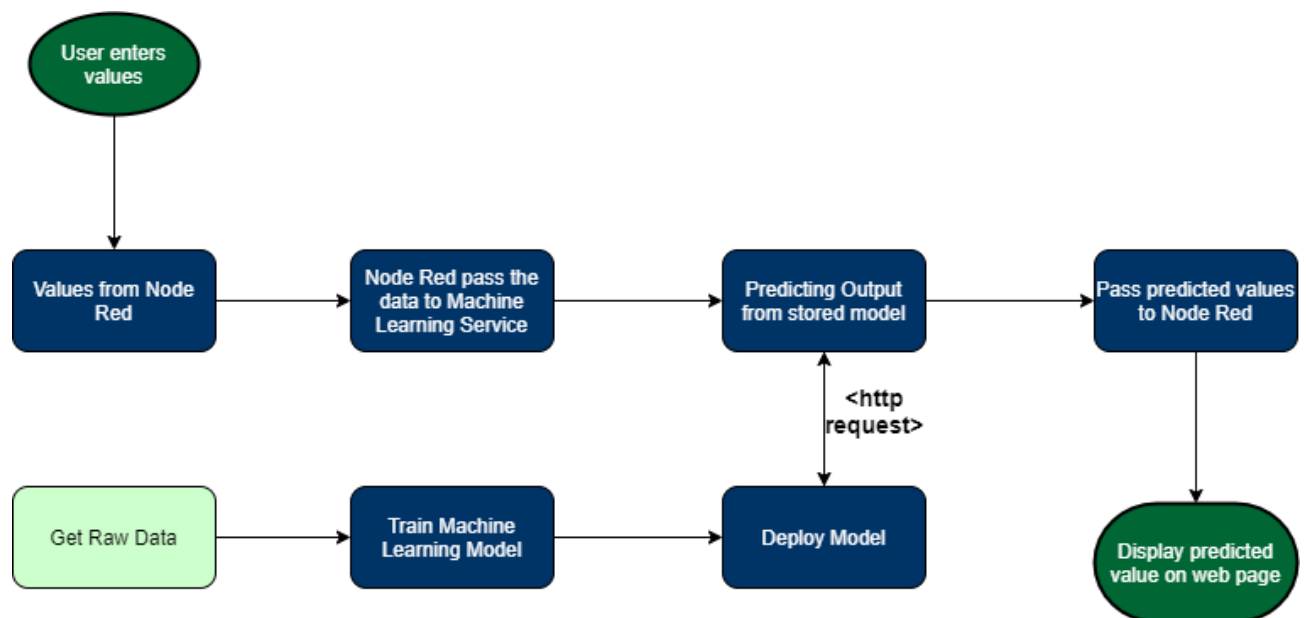 User enters
values
Values from Node
Red
Node Red pass the
data to Machine
Learning Service
Predicting Output
from stored model
Pass predicted values
to Node Red
<http
request>
Get Raw Data
Train Machine
Learning Model
Deploy Model
Display predicted
value on web page